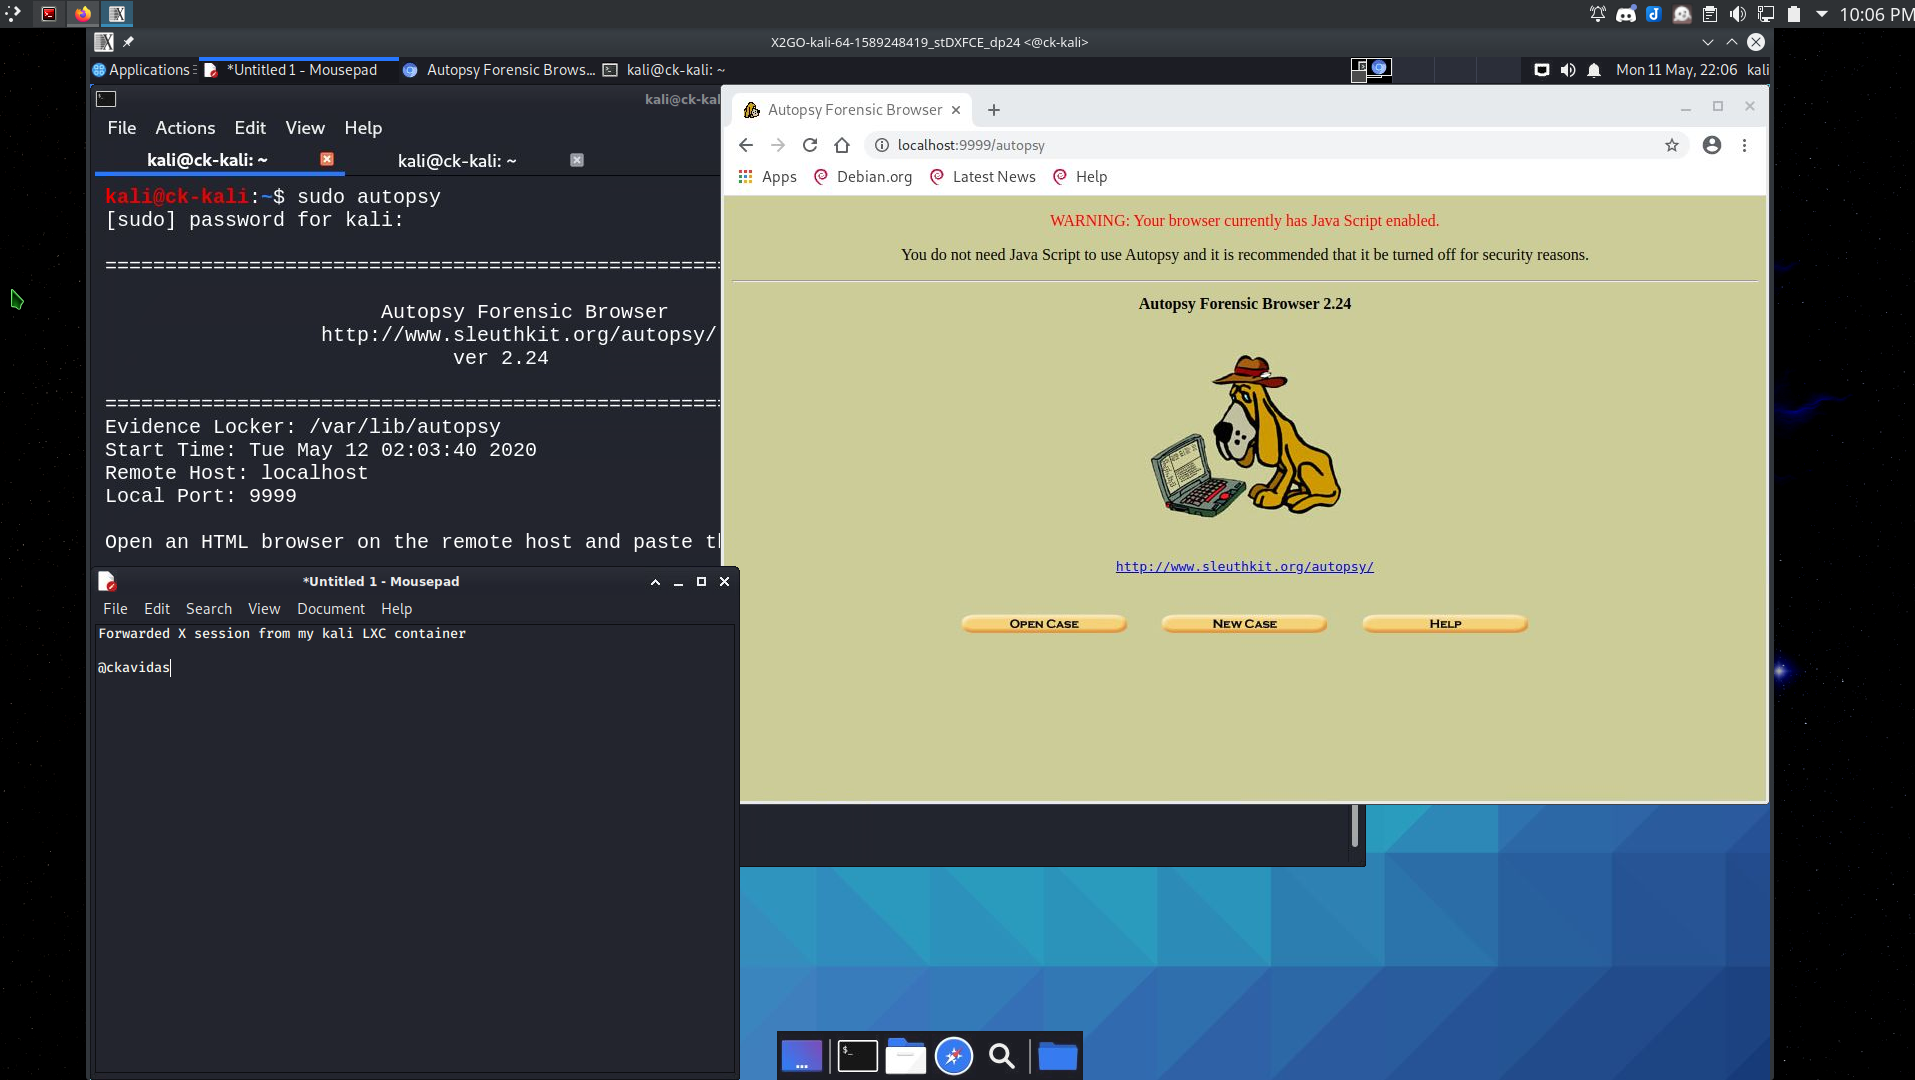 10:06 PM
X2GO-kali-64-1589248419_stDXFCE_dp24 <@ck-kali>
Applications
*Untitled 1 - Mousepad
Autopsy Forensic Brows...
kali@ck-kali: ~
Mon 11 May, 22:06
kali
kali@ck-kal
File Actions Edit View Help
kali@ck-kali: ~
kali@ck-kali: ~
kali@ck-kali:~$ sudo autopsy
[sudo] password for kali:
====================================================
Autopsy Forensic Browser
http://www.sleuthkit.org/autopsy/
ver 2.24
====================================================
Evidence Locker: /var/lib/autopsy
Start Time: Tue May 12 02:03:40 2020
Remote Host: localhost
Local Port: 9999
Open an HTML browser on the remote host and paste th
Autopsy Forensic Browser
localhost:9999/autopsy
Apps Debian.org Latest News Help
WARNING: Your browser currently has Java Script enabled.
You do not need Java Script to use Autopsy and it is recommended that it be turned off for security reasons.
Autopsy Forensic Browser 2.24
http://www.sleuthkit.org/autopsy/
OPEN CASE
NEW CASE
HELP
*Untitled 1 - Mousepad
File Edit Search View Document Help
Forwarded X session from my kali LXC container
@ckavidas